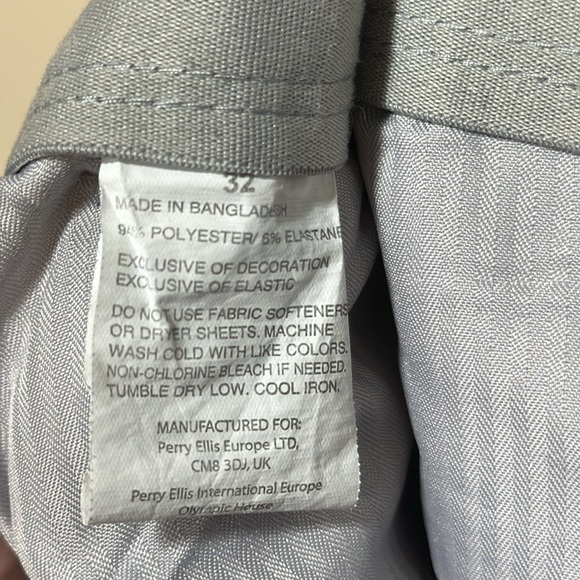 32
MADE IN BANGLADESH
94% POLYESTER/ 6% ELASTANE
EXCLUSIVE OF DECORATION
EXCLUSIVE OF ELASTIC
DO NOT USE FABRIC SOFTENERS
OR DRYER SHEETS. MACHINE
WASH COLD WITH LIKE COLORS.
NON-CHLORINE BLEACH IF NEEDED.
TUMBLE DRY LOW. COOL IRON.
MANUFACTURED FOR:
Perry Ellis Europe LTD,
CM8 3DJ, UK
Perry Ellis International Europe
Olympic House